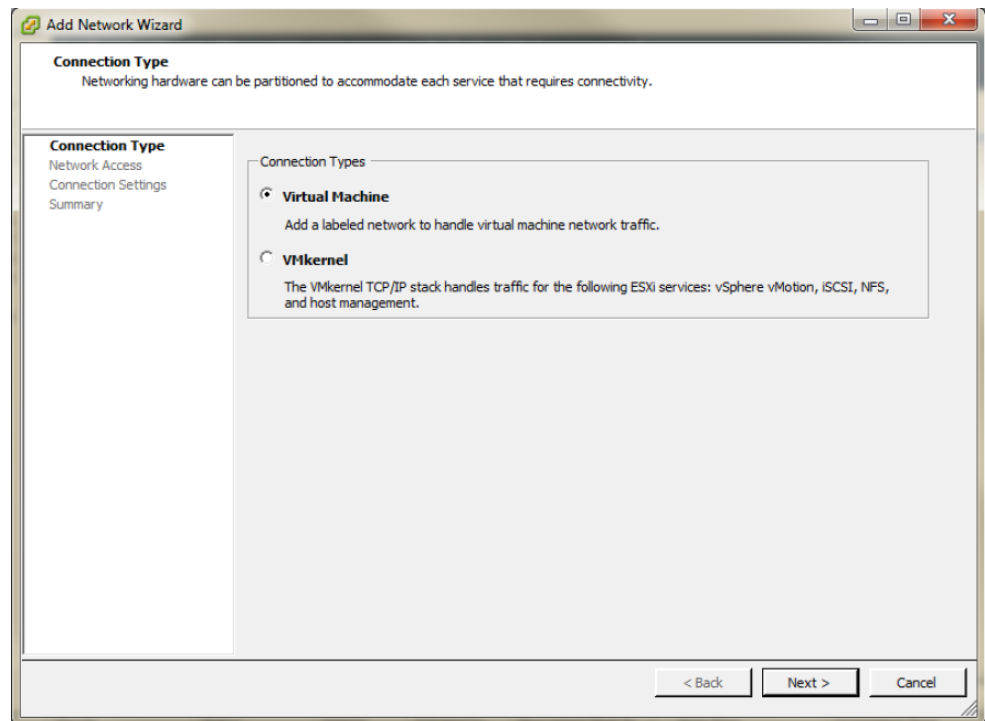 Add Network Wizard
Connection Type
Networking hardware can be partitioned to accommodate each service that requires connectivity.
Connection Type
Network Access
Connection Settings
Summary
Connection Types
Virtual Machine
Add a labeled network to handle virtual machine network traffic.
VMkernel
The VMkernel TCP/IP stack handles traffic for the following ESXi services: vSphere vMotion, iSCSI, NFS,
and host management.
< Back
Next >
Cancel